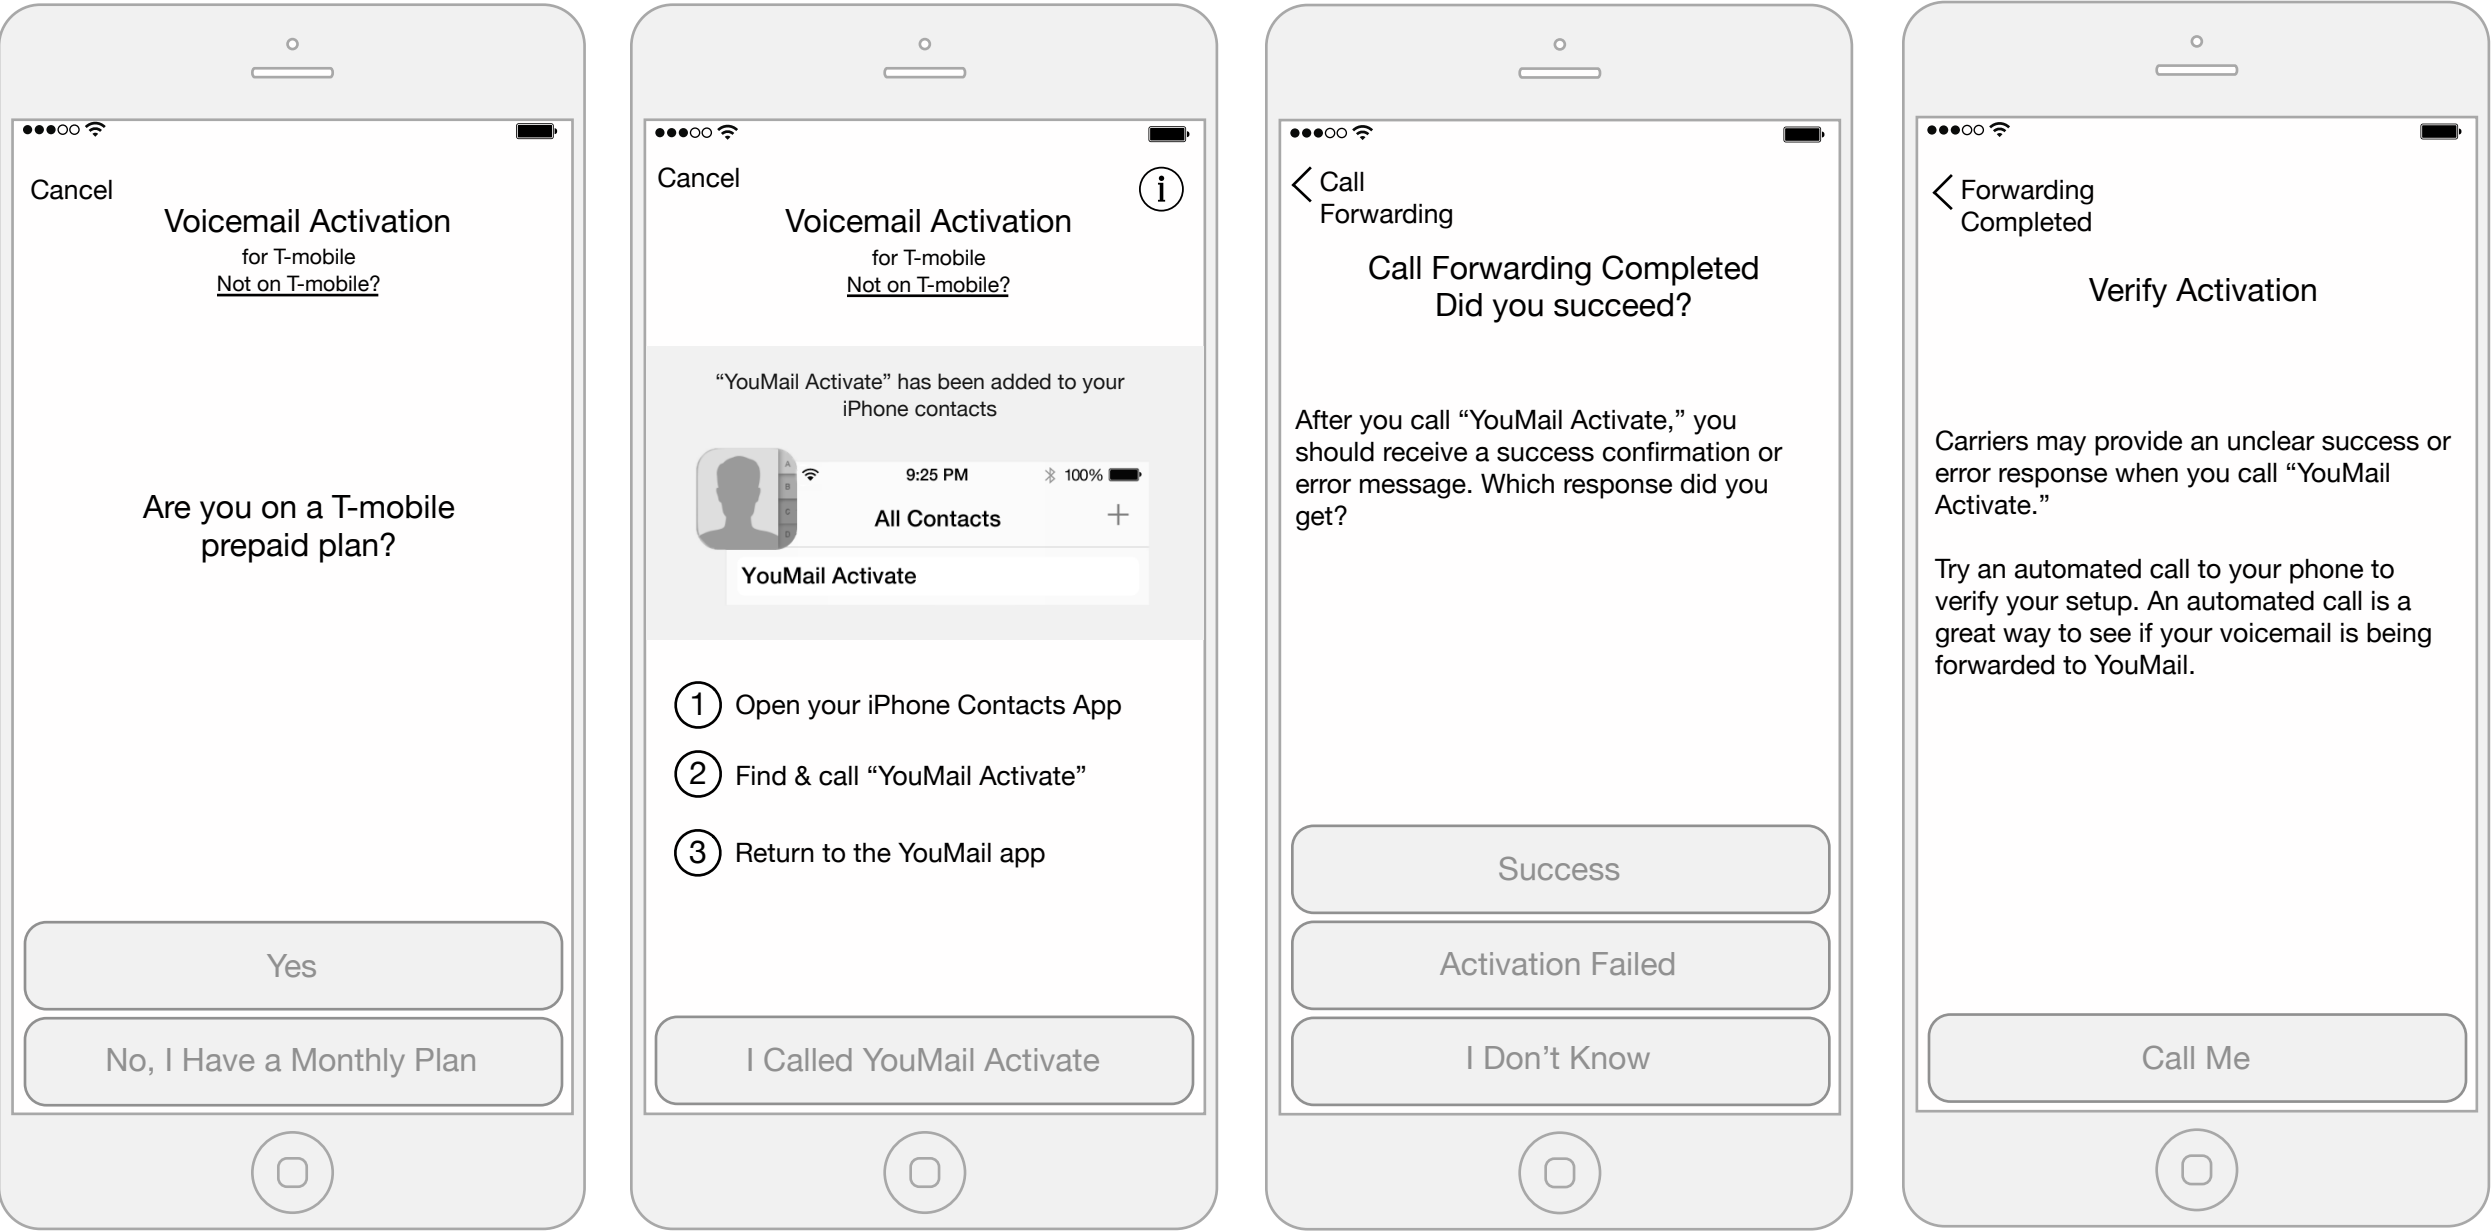 Cancel
Voicemail Activation
for T-mobile
Not on T-mobile?
Are you on a T-mobile
prepaid plan?
Yes
No, I Have a Monthly Plan
Cancel
i
Voicemail Activation
for T-mobile
Not on T-mobile?
“YouMail Activate” has been added to your
iPhone contacts
A
B
C
D
9:25 PM
100%
All Contacts
+
YouMail Activate
1 Open your iPhone Contacts App
2 Find & call “YouMail Activate”
3 Return to the YouMail app
I Called YouMail Activate
Call
Forwarding
Call Forwarding Completed
Did you succeed?
After you call “YouMail Activate,” you
should receive a success confirmation or
error message. Which response did you
get?
Success
Activation Failed
I Don’t Know
Forwarding
Completed
Verify Activation
Carriers may provide an unclear success or
error response when you call “YouMail
Activate.”
Try an automated call to your phone to
verify your setup. An automated call is a
great way to see if your voicemail is being
forwarded to YouMail.
Call Me